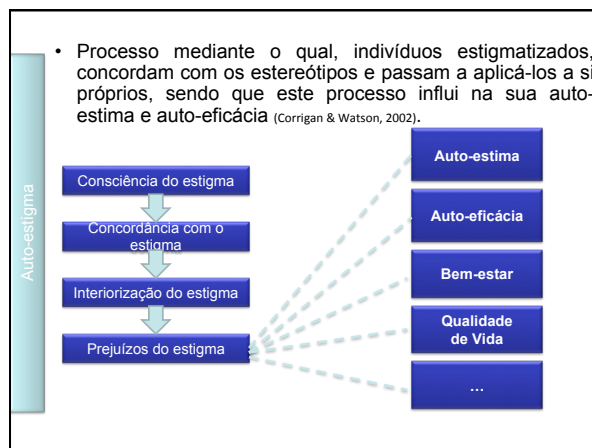 • Processo mediante o qual, indivíduos estigmatizados,
concordam com os estereótipos e passam a aplicá-los a si
próprios, sendo que este processo influi na sua auto-
estima e auto-eficácia (Corrigan & Watson, 2002).
Auto-estigma
Consciência do estigma
Concordância com o
estigma
Interiorização do estigma
Prejuízos do estigma
Auto-estima
Auto-eficácia
Bem-estar
Qualidade
de Vida
...